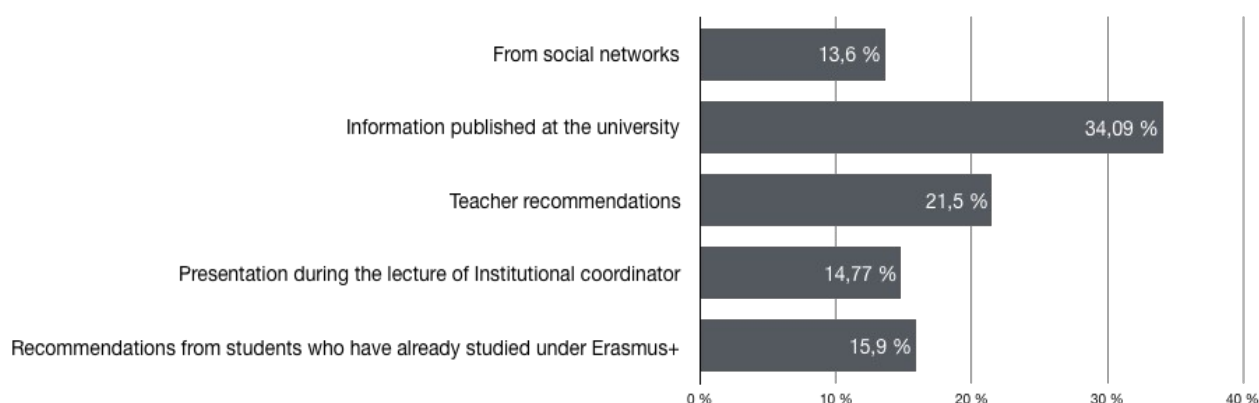 From social networks
13,6 %
Information published at the university
34,09 %
Teacher recommendations
21,5 %
Presentation during the lecture of Institutional coordinator
14,77 %
Recommendations from students who have already studied under Erasmus+
15,9 %
0 % 10 % 20 % 30 % 40 %